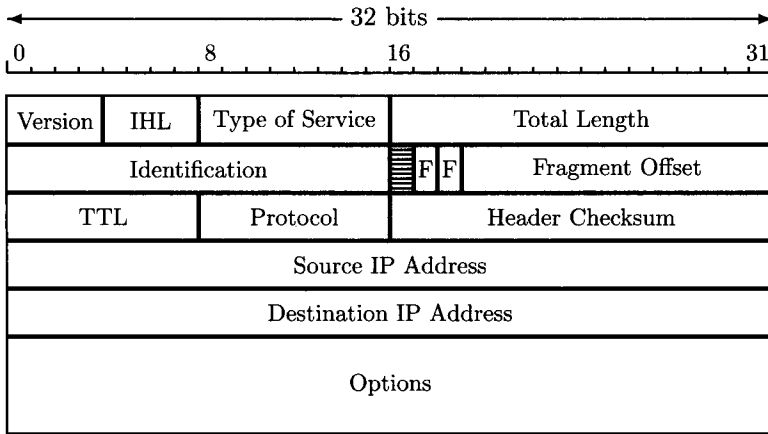 32 bits
0 8 16 31
Version IHL Type of Service Total Length
Identification F F Fragment Offset
TTL Protocol Header Checksum
Source IP Address
Destination IP Address
Options